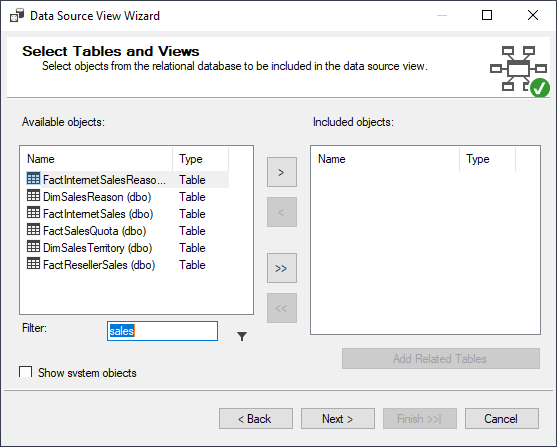 Data Source View Wizard
Select Tables and Views
Select objects from the relational database to be included in the data source view.
Available objects:
Included objects:
Name Type
FactInternetSalesReaso... Table
DimSalesReason (dbo) Table
FactInternetSales (dbo) Table
FactSalesQuota (dbo) Table
DimSalesTerritory (dbo) Table
FactResellerSales (dbo) Table
>
<
>>
<<
Name Type
Filter: sales
Add Related Tables
Show system objects
< Back Next > Finish >>| Cancel